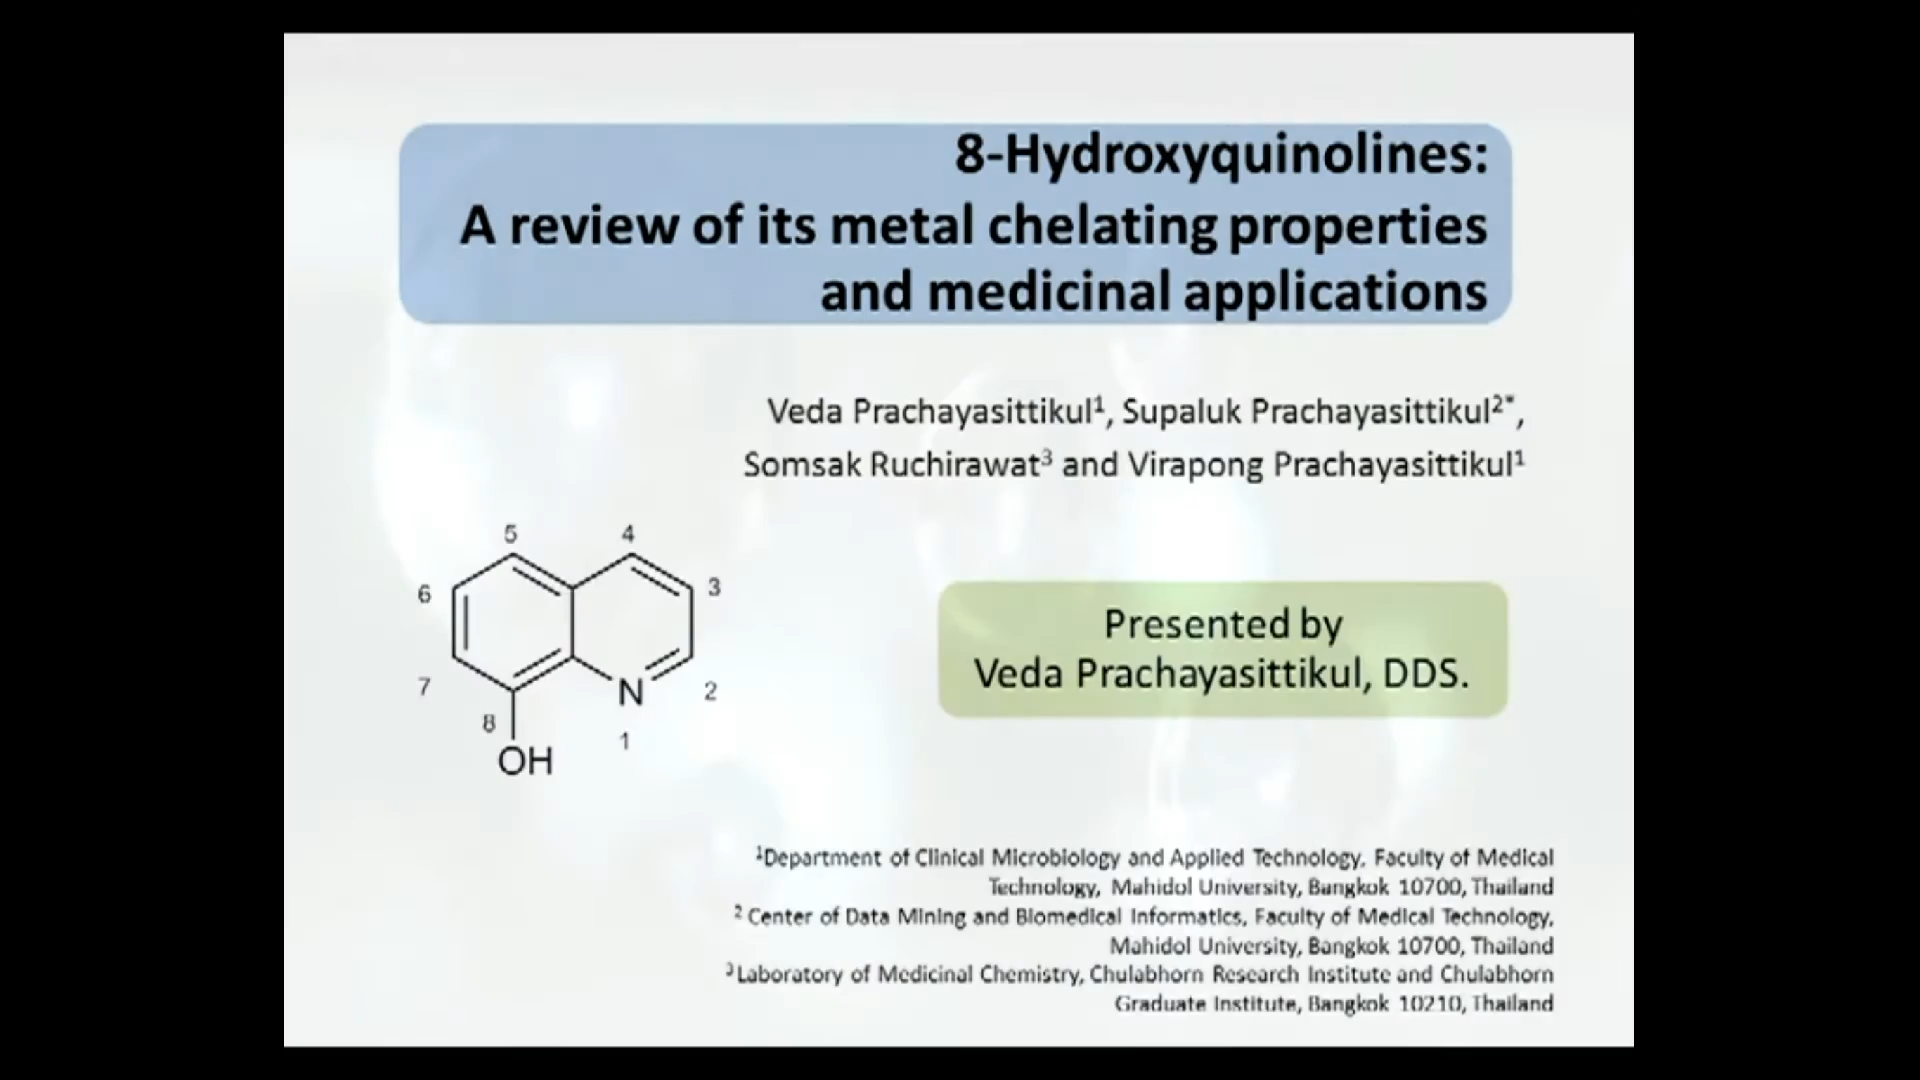 8-Hydroxyquinolines:
A review of its metal chelating properties
and medicinal applications
Veda Prachayasittikul¹, Supaluk Prachayasittikul²*,
Somsak Ruchirawat³ and Virapong Prachayasittikul¹
5 4
6 3
7 N 2
8 1
OH
Presented by
Veda Prachayasittikul, DDS.
¹Department of Clinical Microbiology and Applied Technology, Faculty of Medical
Technology, Mahidol University, Bangkok 10700, Thailand
² Center of Data Mining and Biomedical Informatics, Faculty of Medical Technology,
Mahidol University, Bangkok 10700, Thailand
³Laboratory of Medicinal Chemistry, Chulabhorn Research Institute and Chulabhorn
Graduate Institute, Bangkok 10210, Thailand